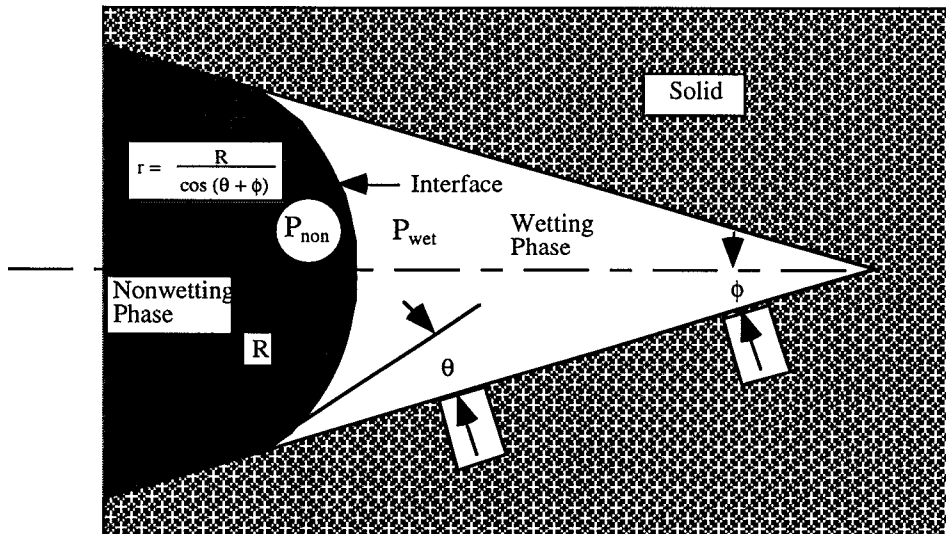 Solid
r = R / cos (θ + ϕ)
Interface
P_non
P_wet
Wetting
Phase
Nonwetting
Phase
R
θ
ϕ